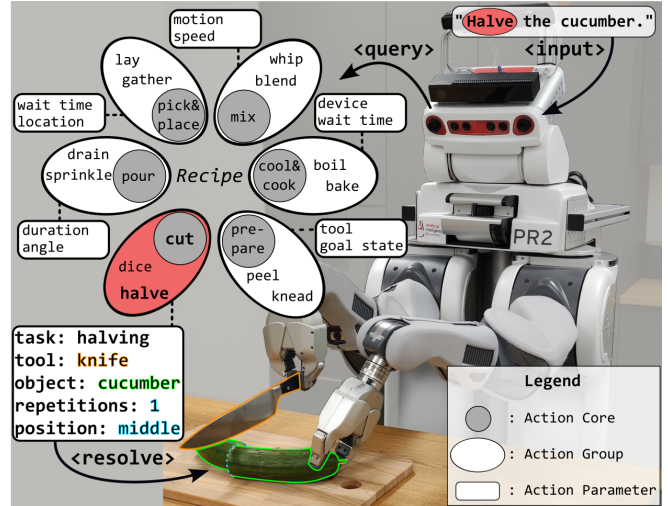 "Halve the cucumber."
<query>
<input>
motion
speed
lay
gather
whip
blend
pick&
place
mix
wait time
location
device
wait time
drain
sprinkle
pour
Recipe
cool&
cook
boil
bake
duration
angle
cut
dice
halve
pre-
pare
peel
knead
tool
goal state
PR2
task: halving
tool: knife
object: cucumber
repetitions: 1
position: middle
<resolve>
Legend
: Action Core
: Action Group
: Action Parameter